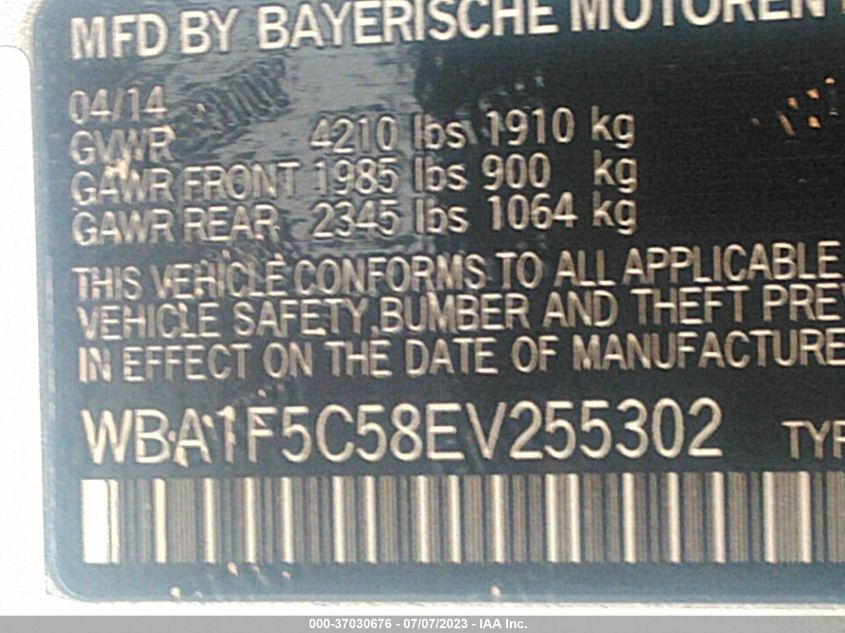 MFD BY BAYERISCHE MOTOREN
04/14
GVWR 4210 lbs 1910 kg
GAWR FRONT 1985 lbs 900 kg
GAWR REAR 2345 lbs 1064 kg
THIS VEHICLE CONFORMS TO ALL APPLICABLE
VEHICLE SAFETY,BUMBER AND THEFT PREV
IN EFFECT ON THE DATE OF MANUFACTURE
WBA1F5C58EV255302 TYP
000-37030676 - 07/07/2023 - IAA Inc.